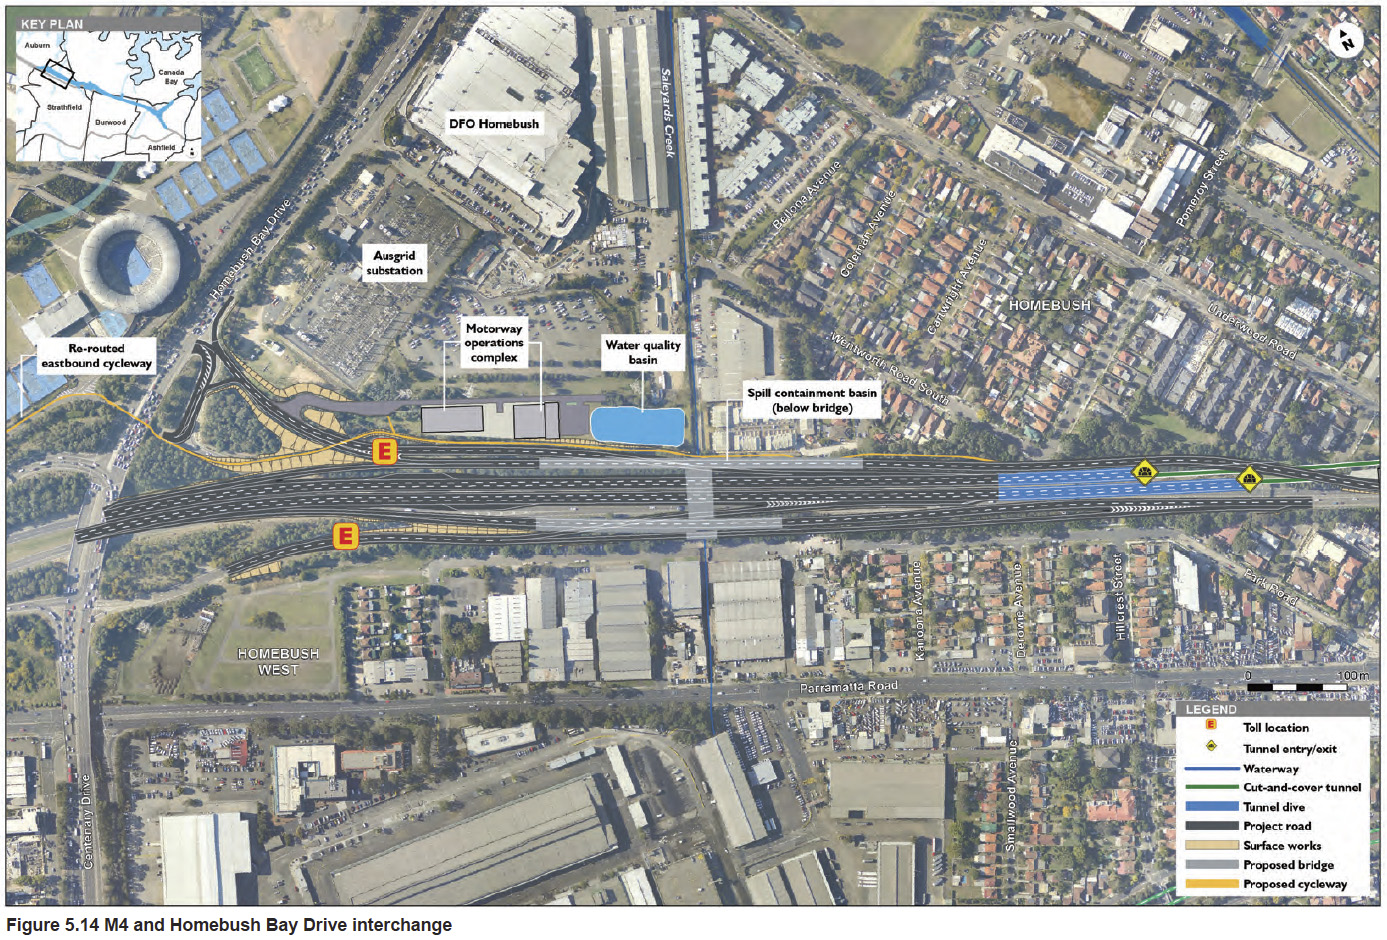 KEY PLAN
Auburn
Canada
Bay
Strathfield
Burwood
Ashfield
N
DFO Homebush
Saleyards Creek
Homebush Bay Drive
Ausgrid
substation
Bellona Avenue
Coleman Avenue
Cartwright Avenue
Pomeroy Street
HOMEBUSH
Underwood Road
Wentworth Road South
Re-routed
eastbound cycleway
Motorway
operations
complex
Water quality
basin
Spill containment basin
(below bridge)
E
E
HOMEBUSH
WEST
Karoona Avenue
Derowie Avenue
Hillcrest Street
Park Road
Parramatta Road
Centenary Drive
Smallwood Avenue
0 100m
LEGEND
E Toll location
Tunnel entry/exit
Waterway
Cut-and-cover tunnel
Tunnel dive
Project road
Surface works
Proposed bridge
Proposed cycleway
Figure 5.14 M4 and Homebush Bay Drive interchange